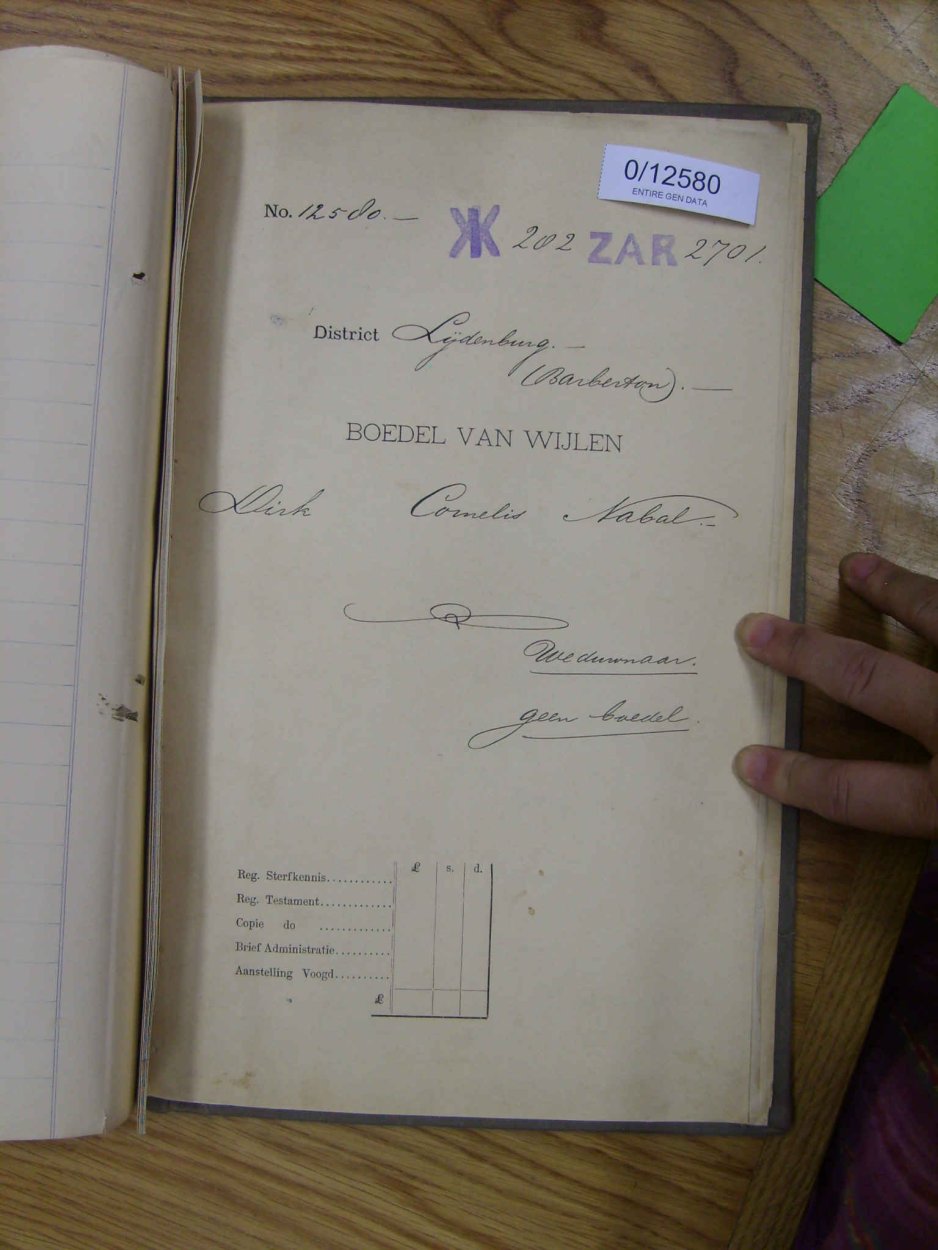 0/12580
ENTIRE GEN DATA
No. 12580.—
202 ZAR 2701.
District Lijdenburg.—
(Barberton).—
BOEDEL VAN WIJLEN
Dirk Cornelis Nabal.—
Weduwnaar.
geen boedel.
£ s. d.
Reg. Sterfkennis............
Reg. Testament............
Copie do ............
Brief Administratie.........
Aanstelling Voogd.........
£